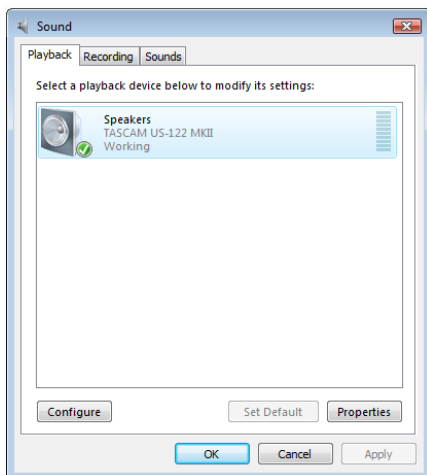 Sound
Playback Recording Sounds
Select a playback device below to modify its settings:
Speakers
TASCAM US-122 MKII
Working
Configure Set Default Properties
OK Cancel Apply